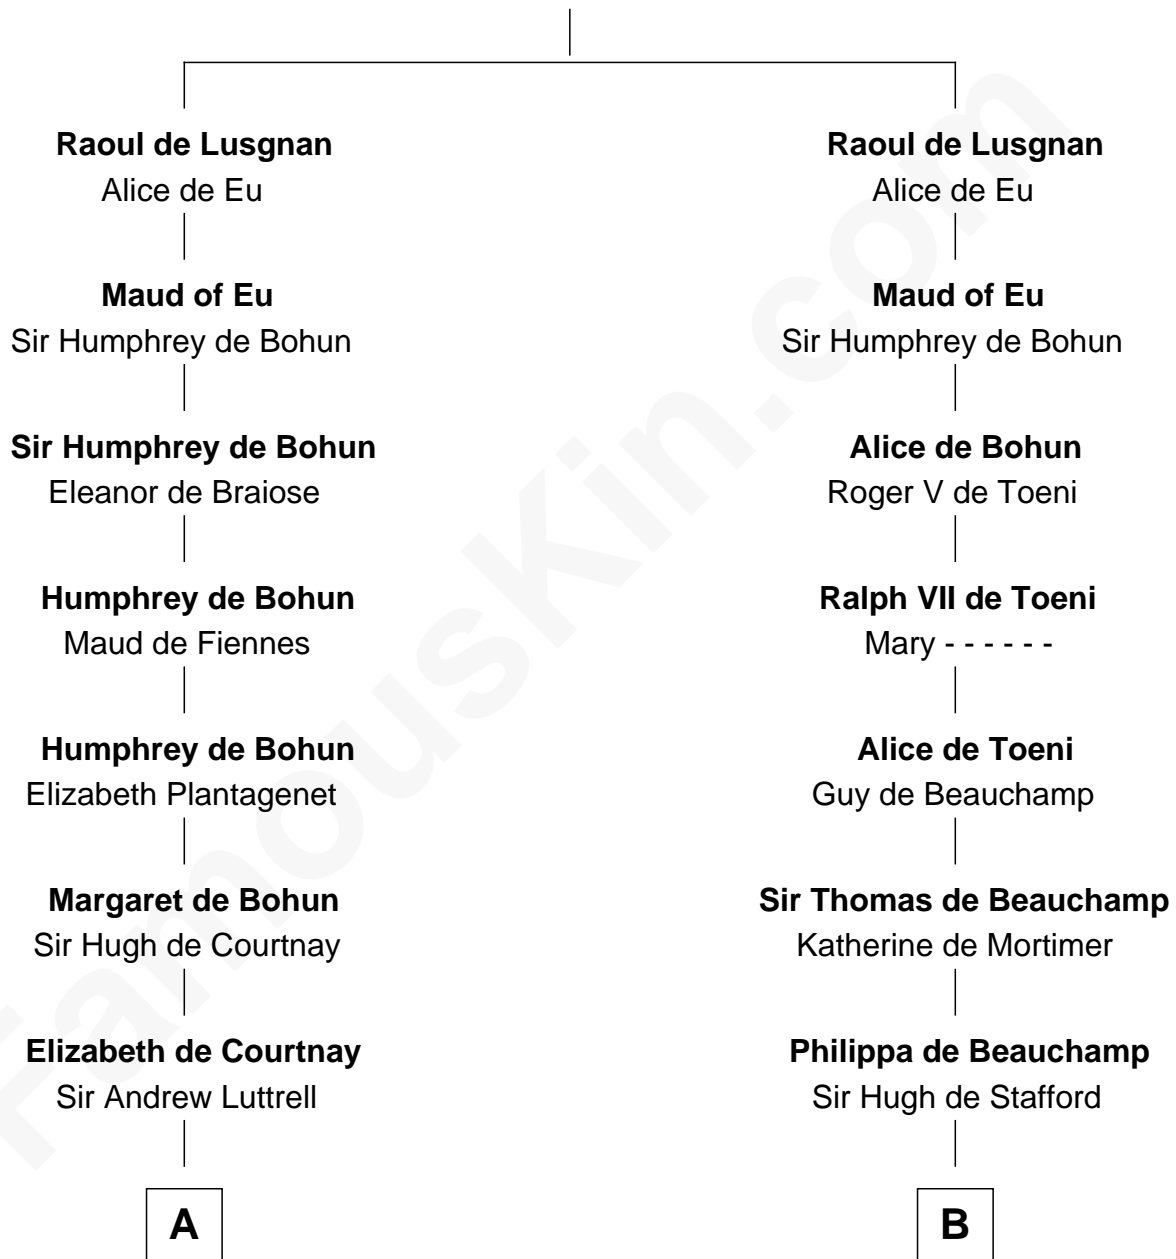 Raoul de Lusgnan
Alice de Eu
Maud of Eu
Sir Humphrey de Bohun
Sir Humphrey de Bohun
Eleanor de Braiose
Humphrey de Bohun
Maud de Fiennes
Humphrey de Bohun
Elizabeth Plantagenet
Margaret de Bohun
Sir Hugh de Courtnay
Elizabeth de Courtnay
Sir Andrew Luttrell
A
Raoul de Lusgnan
Alice de Eu
Maud of Eu
Sir Humphrey de Bohun
Alice de Bohun
Roger V de Toeni
Ralph VII de Toeni
Mary - - - - - -
Alice de Toeni
Guy de Beauchamp
Sir Thomas de Beauchamp
Katherine de Mortimer
Philippa de Beauchamp
Sir Hugh de Stafford
B
FamousKin.com